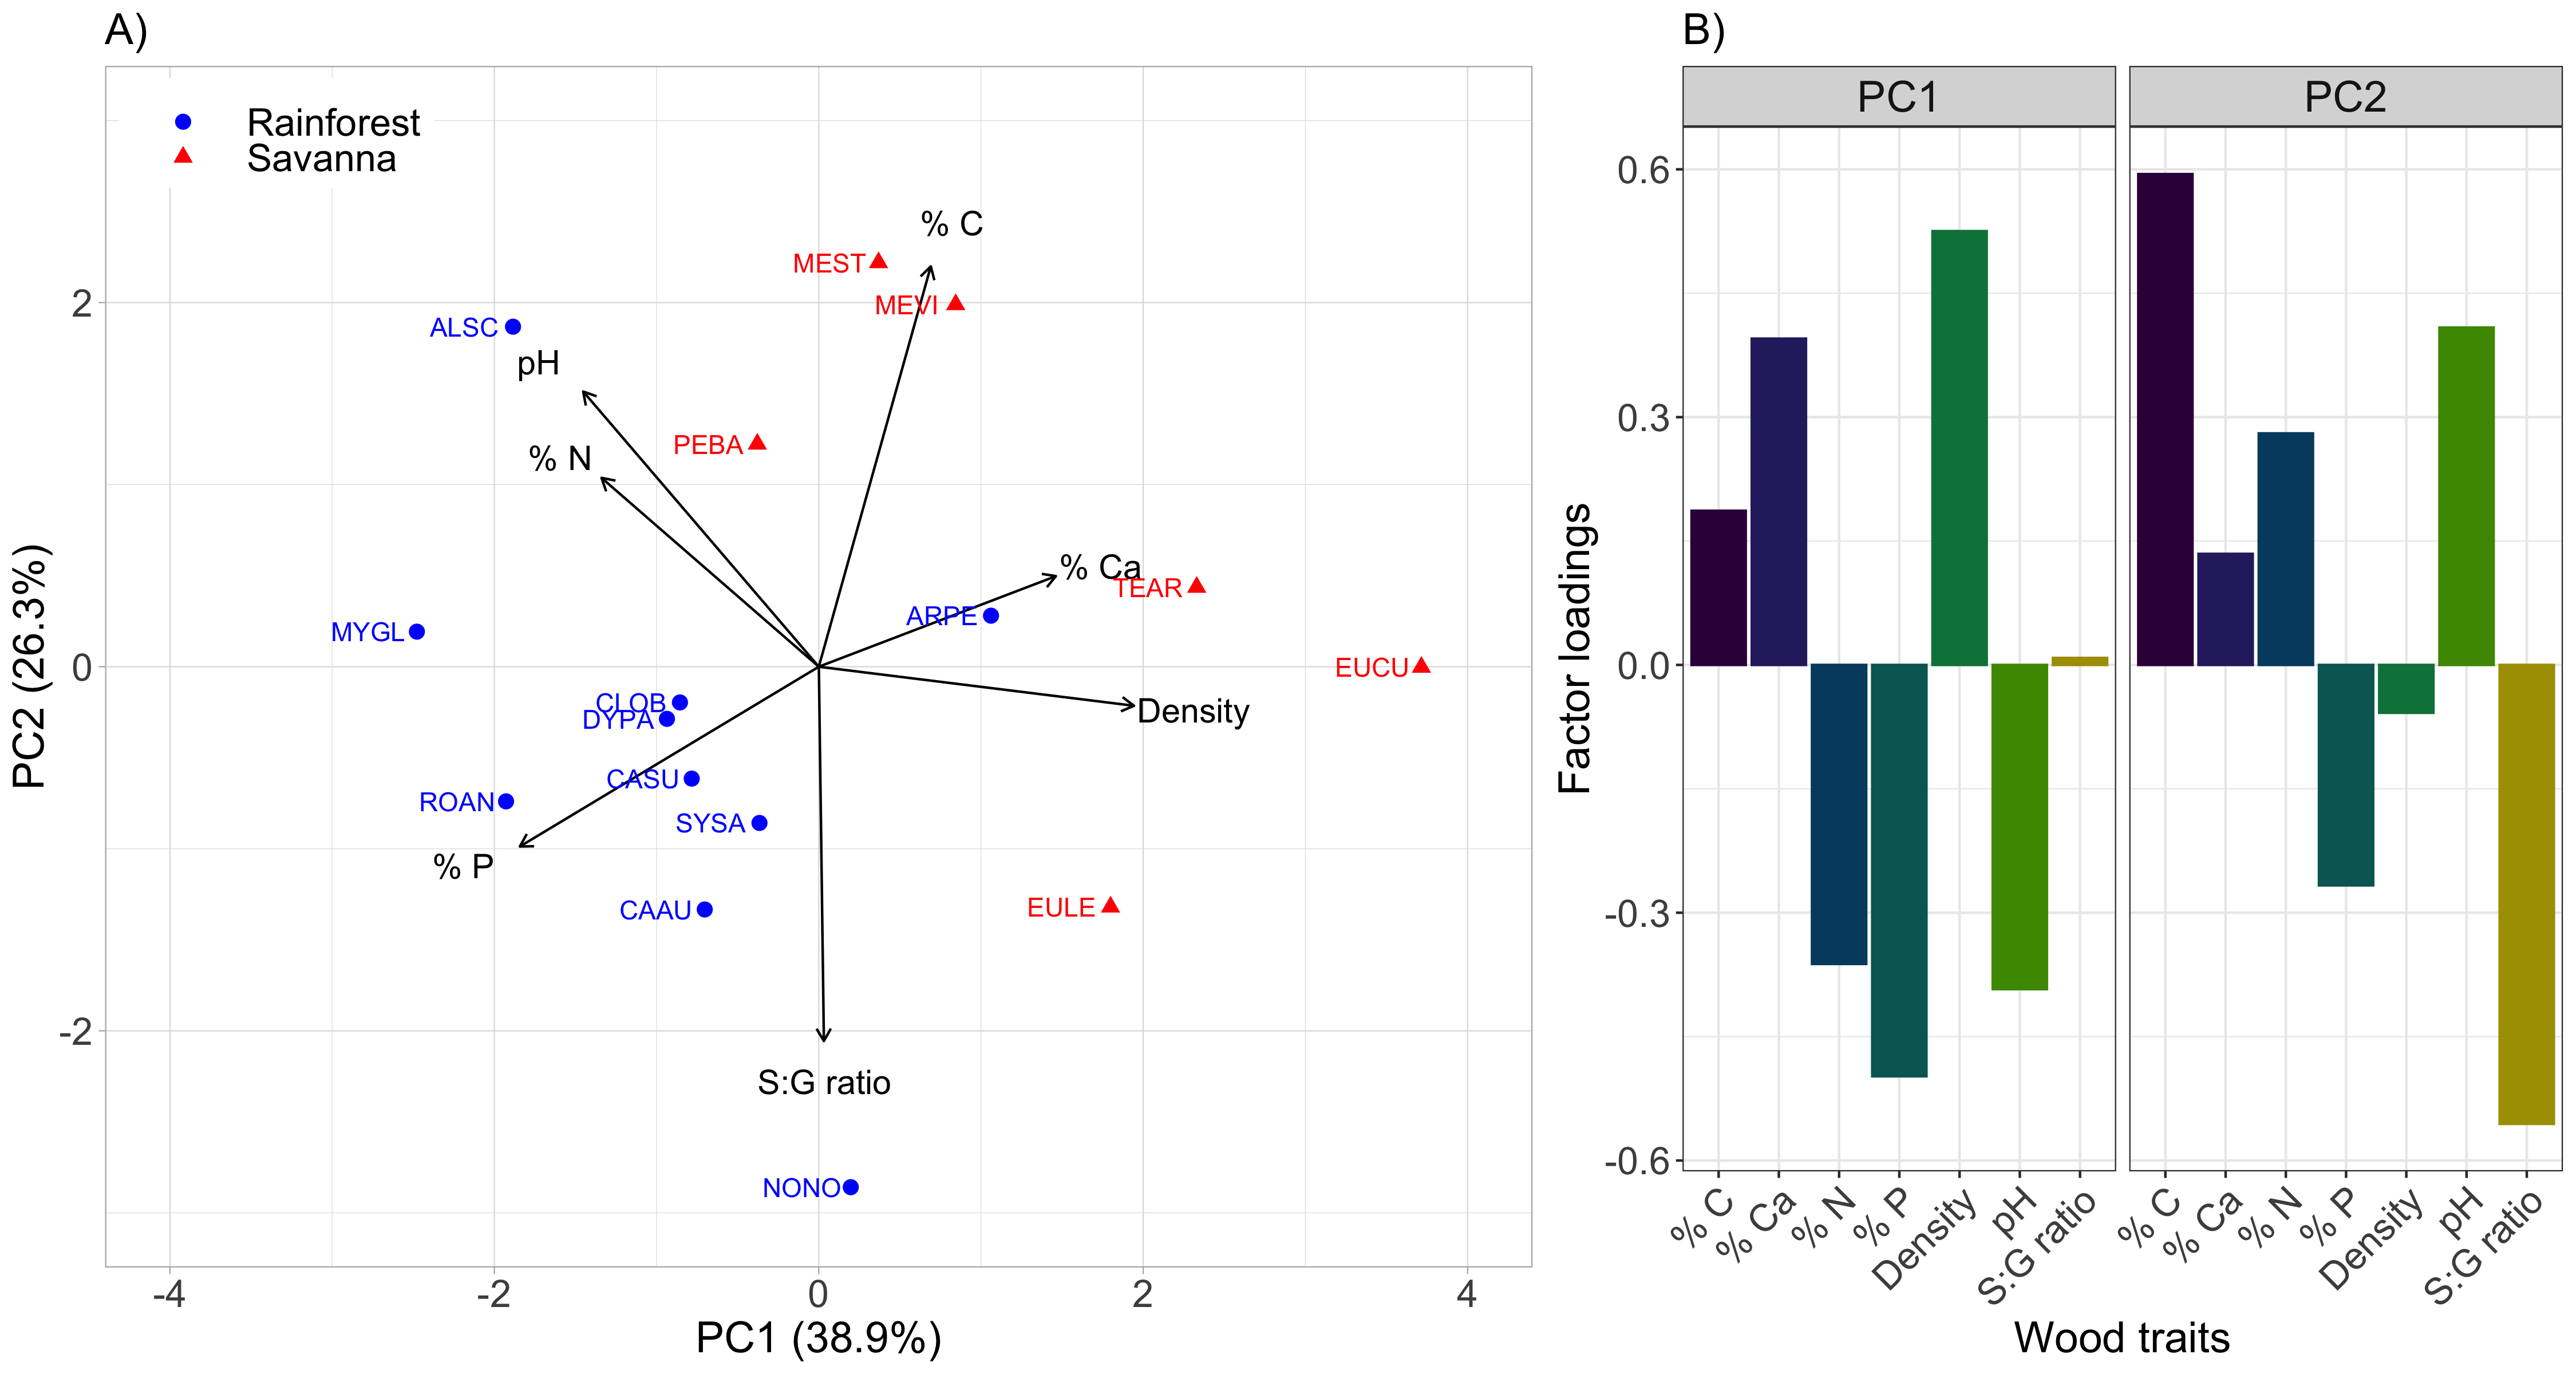 A)
Rainforest
Savanna
% C
MEST
MEVI
ALSC
pH
PEBA
% N
% Ca
TEAR
ARPE
MYGL
EUCU
CLOB
DYPA
Density
CASU
ROAN
SYSA
% P
CAAU
EULE
S:G ratio
NONO
2
0
-2
-4
-2
0
2
4
PC2 (26.3%)
PC1 (38.9%)
B)
PC1
PC2
0.6
0.3
0.0
-0.3
-0.6
Factor loadings
% C
% Ca
% N
% P
Density
pH
S:G ratio
% C
% Ca
% N
% P
Density
pH
S:G ratio
Wood traits